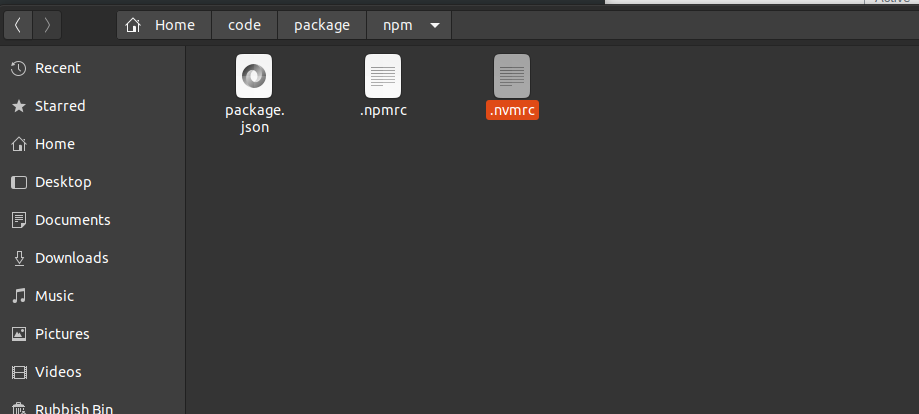 Home code package npm
Recent
Starred
Home
Desktop
Documents
Downloads
Music
Pictures
Videos
Rubbish Bin
package.
json
.npmrc
.nvmrc